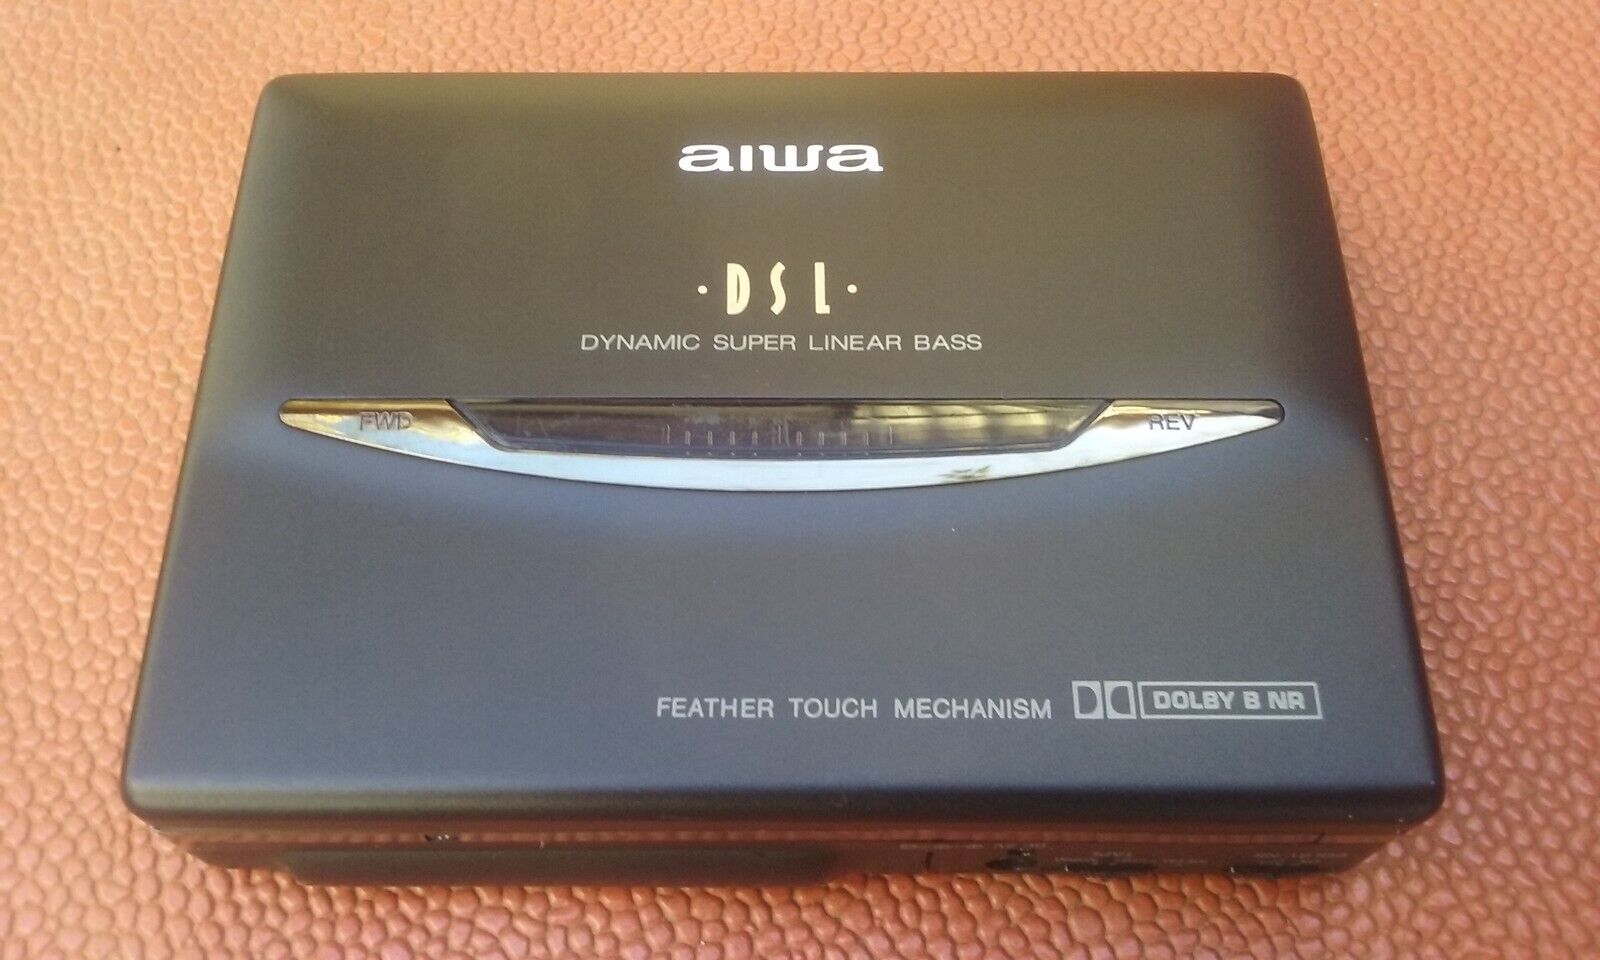 aiwa
·DSL·
DYNAMIC SUPER LINEAR BASS
FWD REV
FEATHER TOUCH MECHANISM DOLBY B NR